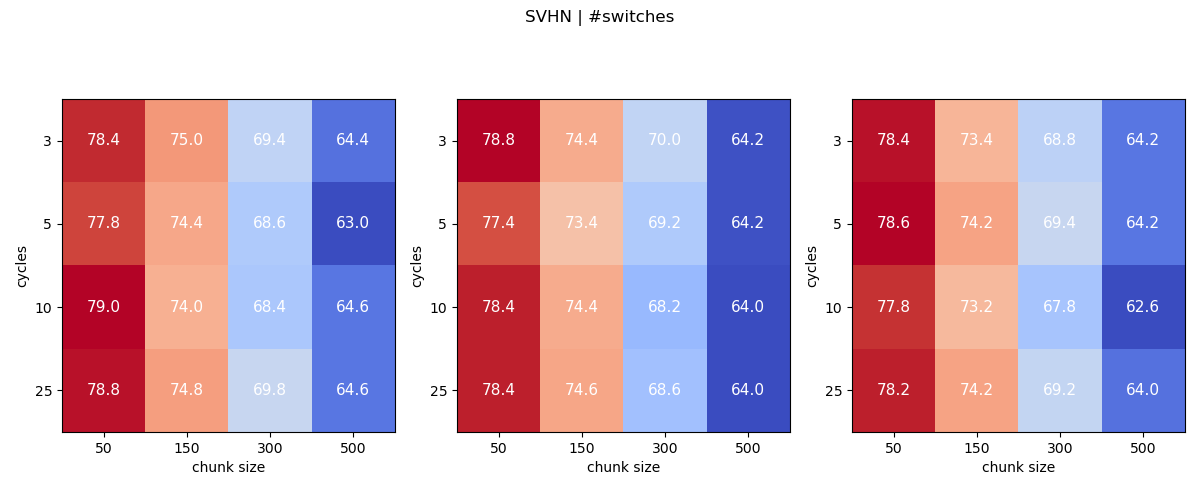 SVHN | #switches
3 78.4 75.0 69.4 64.4
5 77.8 74.4 68.6 63.0
10 79.0 74.0 68.4 64.6
25 78.8 74.8 69.8 64.6
50 150 300 500
chunk size
cycles
3 78.8 74.4 70.0 64.2
5 77.4 73.4 69.2 64.2
10 78.4 74.4 68.2 64.0
25 78.4 74.6 68.6 64.0
50 150 300 500
chunk size
cycles
3 78.4 73.4 68.8 64.2
5 78.6 74.2 69.4 64.2
10 77.8 73.2 67.8 62.6
25 78.2 74.2 69.2 64.0
50 150 300 500
chunk size
cycles